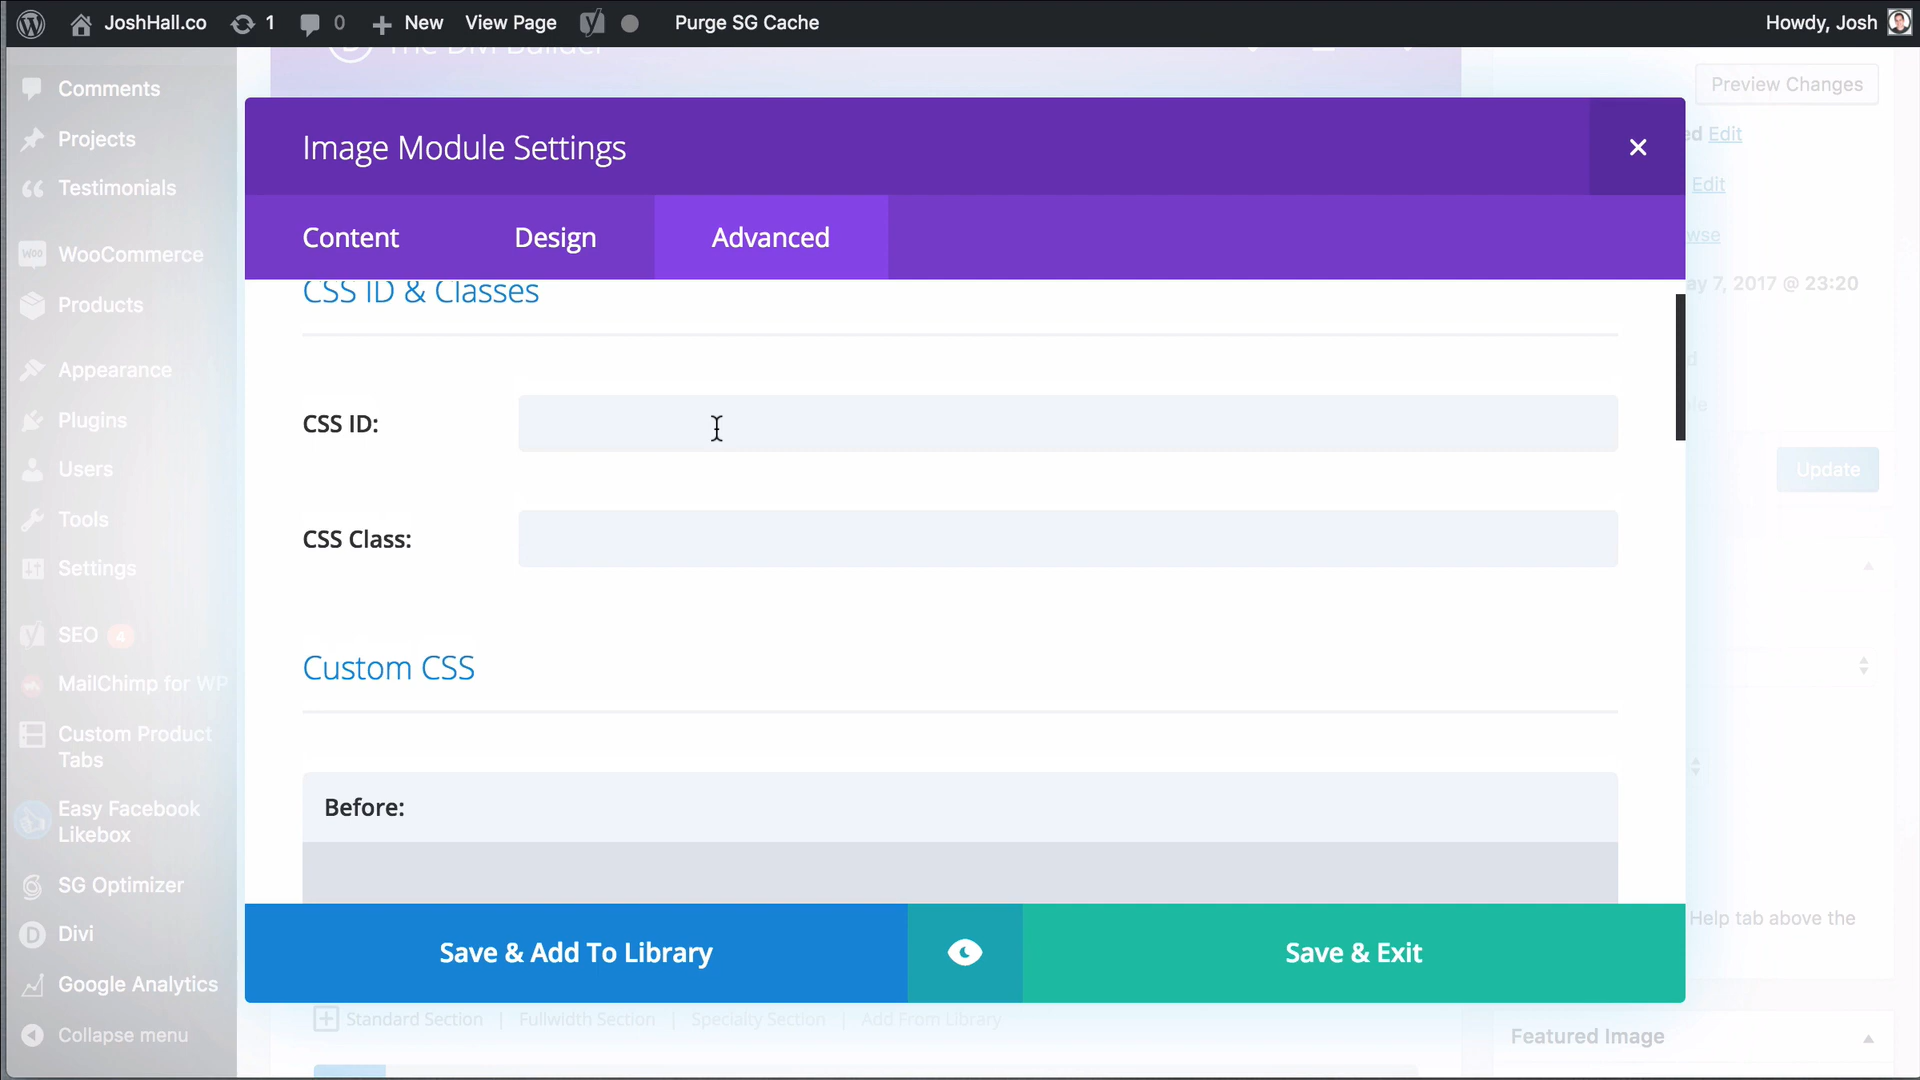 JoshHall.co 1 0 New View Page Purge SG Cache Howdy, Josh
The Divi Builder
Comments
Projects
Testimonials
WooCommerce
Products
Appearance
Plugins
Users
Tools
Settings
SEO 4
MailChimp for WP
Custom Product
Tabs
Easy Facebook
Likebox
SG Optimizer
Divi
Google Analytics
Collapse menu
Image Module Settings
Content Design Advanced
CSS ID & Classes
CSS ID:
CSS Class:
Custom CSS
Before:
Save & Add To Library Save & Exit
Standard Section | Fullwidth Section | Specialty Section | Add From Library
Preview Changes
ed Edit
Edit
wse
ay 7, 2017 @ 23:20
Update
Help tab above the
Featured Image